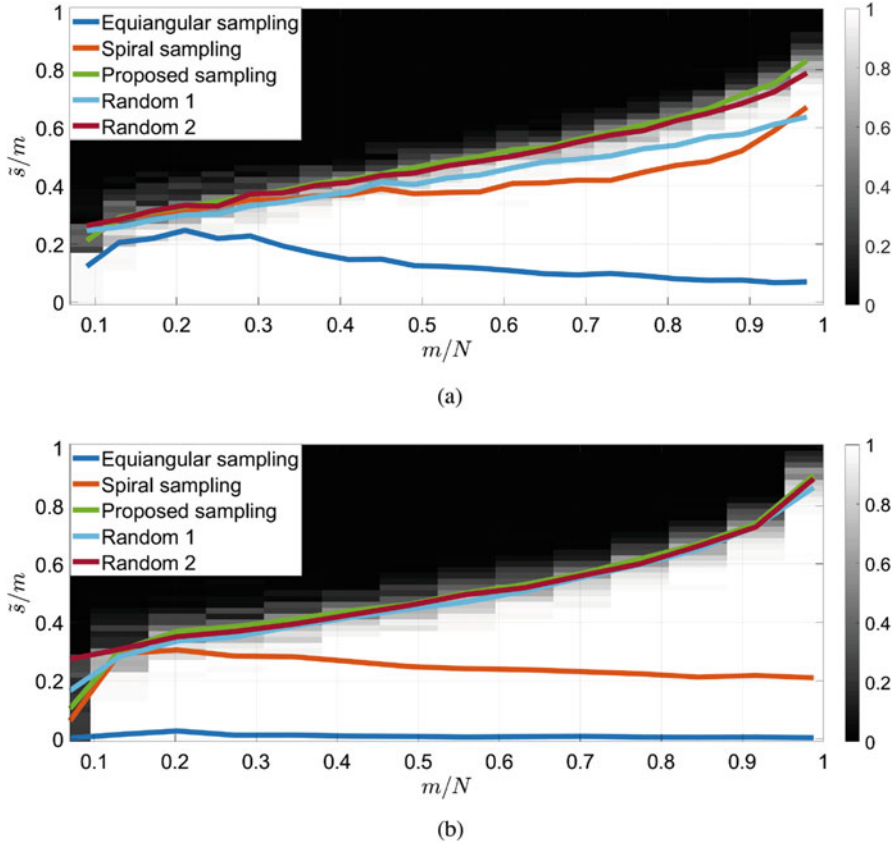 1
0.8
0.6
0.4
0.2
0
s̃/m
Equiangular sampling
Spiral sampling
Proposed sampling
Random 1
Random 2
0.1 0.2 0.3 0.4 0.5 0.6 0.7 0.8 0.9 1
m/N
1
0.8
0.6
0.4
0.2
0
(a)
1
0.8
0.6
0.4
0.2
0
s̃/m
Equiangular sampling
Spiral sampling
Proposed sampling
Random 1
Random 2
0.1 0.2 0.3 0.4 0.5 0.6 0.7 0.8 0.9 1
m/N
1
0.8
0.6
0.4
0.2
0
(b)